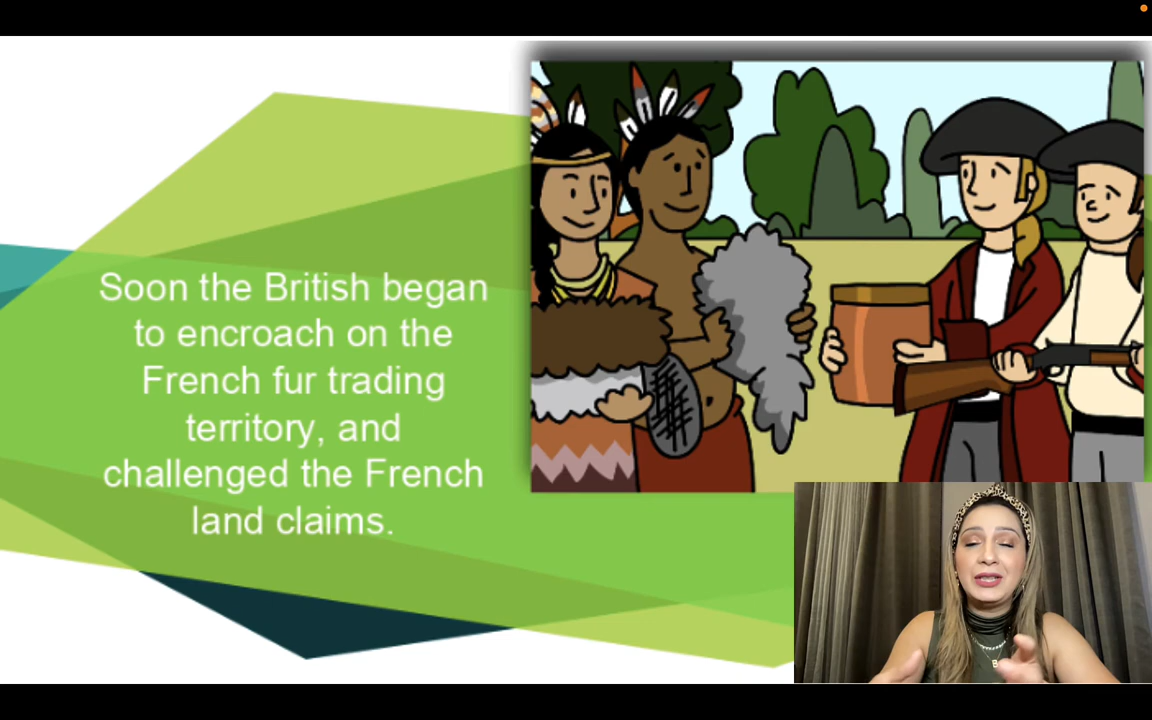 Soon the British began
to encroach on the
French fur trading
territory, and
challenged the French
land claims.